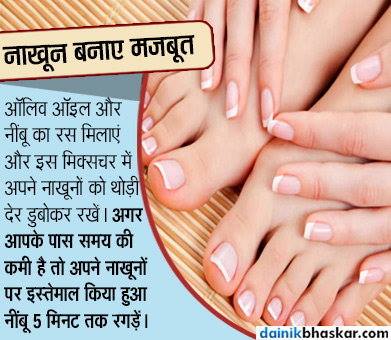 नाखून बनाए मजबूत
ऑलिव ऑइल और
नींबू का रस मिलाएं
और इस मिक्सचर में
अपने नाखूनों को थोड़ी
देर डुबोकर रखें। अगर
आपके पास समय की
कमी है तो अपने नाखूनों
पर इस्तेमाल किया हुआ
नींबू 5 मिनट तक रगड़ें।
dainikbhaskar.com